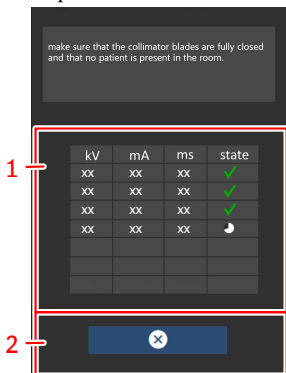 make sure that the collimator blades are fully closed
and that no patient is present in the room.
1
kV mA ms state
xx xx xx
xx xx xx
xx xx xx
xx xx xx
2